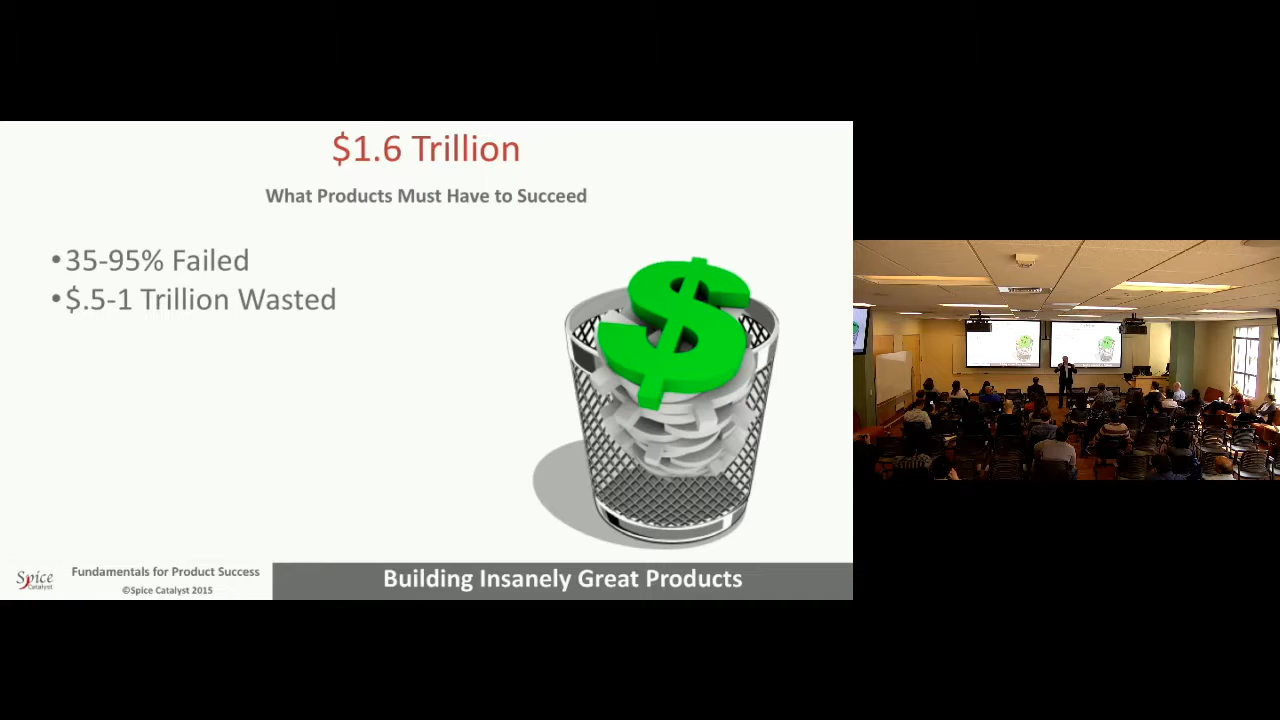 $1.6 Trillion
What Products Must Have to Succeed
•35-95% Failed
•$.5-1 Trillion Wasted
Spice
Catalyst
Fundamentals for Product Success
©Spice Catalyst 2015
Building Insanely Great Products